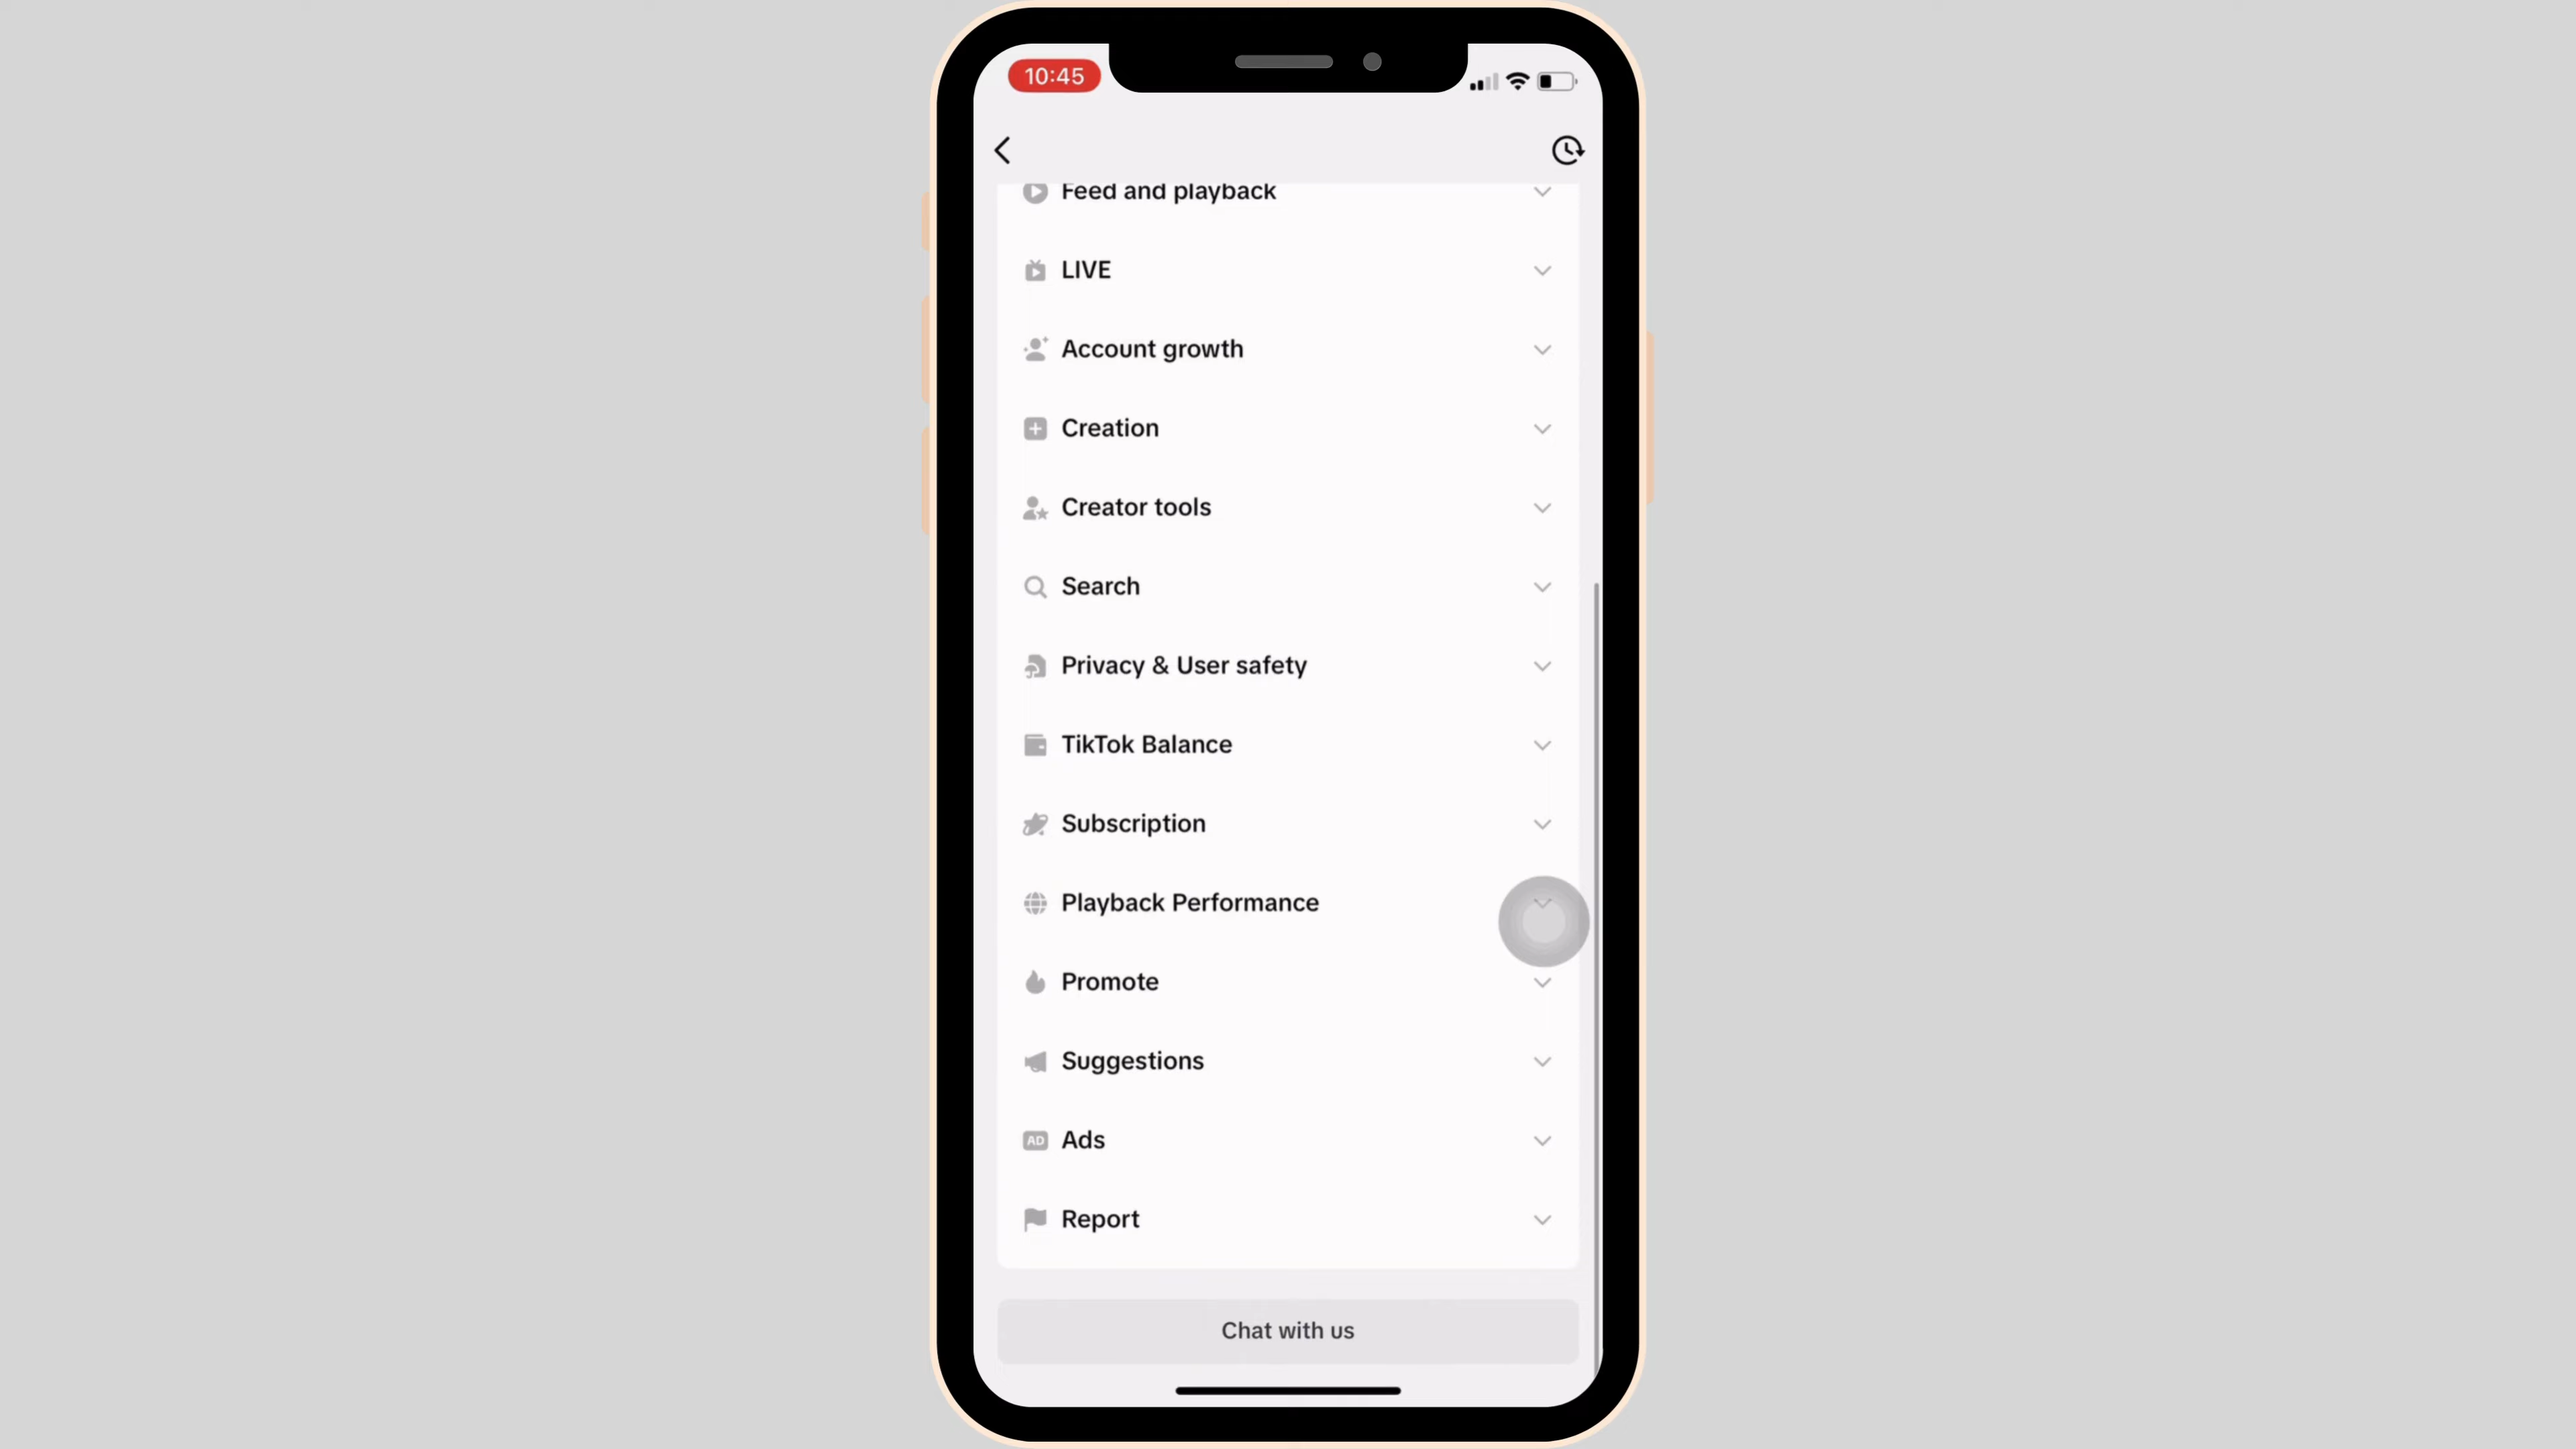 10:45
Feed and playback
LIVE
Account growth
Creation
Creator tools
Search
Privacy & User safety
TikTok Balance
Subscription
Playback Performance
Promote
Suggestions
AD Ads
Report
Chat with us